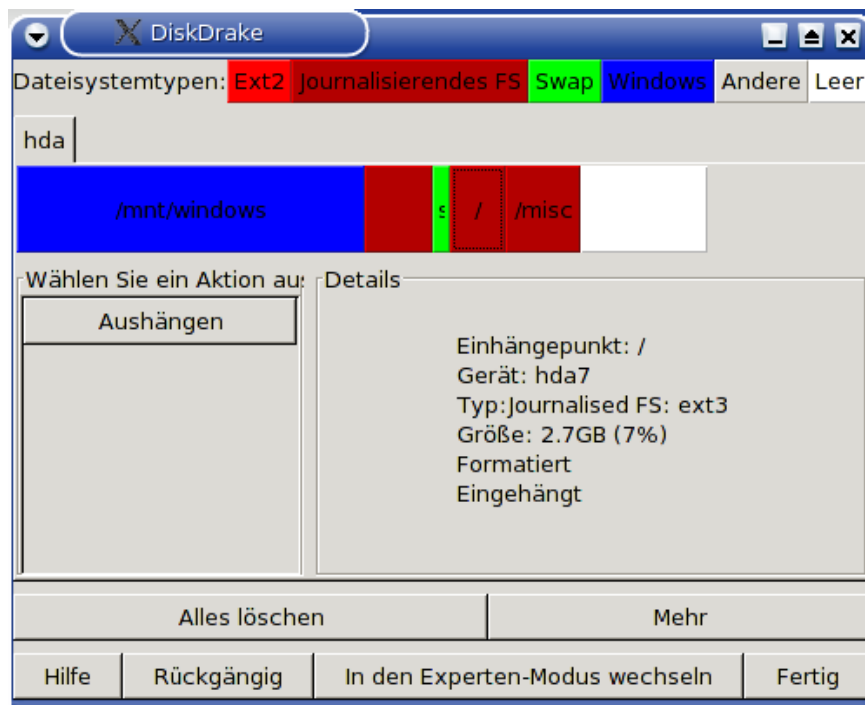 DiskDrake
Dateisystemtypen: Ext2 Journalisierendes FS Swap Windows Andere Leer
hda
/mnt/windows s / /misc
Wählen Sie ein Aktion au
Details
Aushängen
Einhängepunkt: /
Gerät: hda7
Typ:Journalised FS: ext3
Größe: 2.7GB (7%)
Formatiert
Eingehängt
Alles löschen Mehr
Hilfe Rückgängig In den Experten-Modus wechseln Fertig